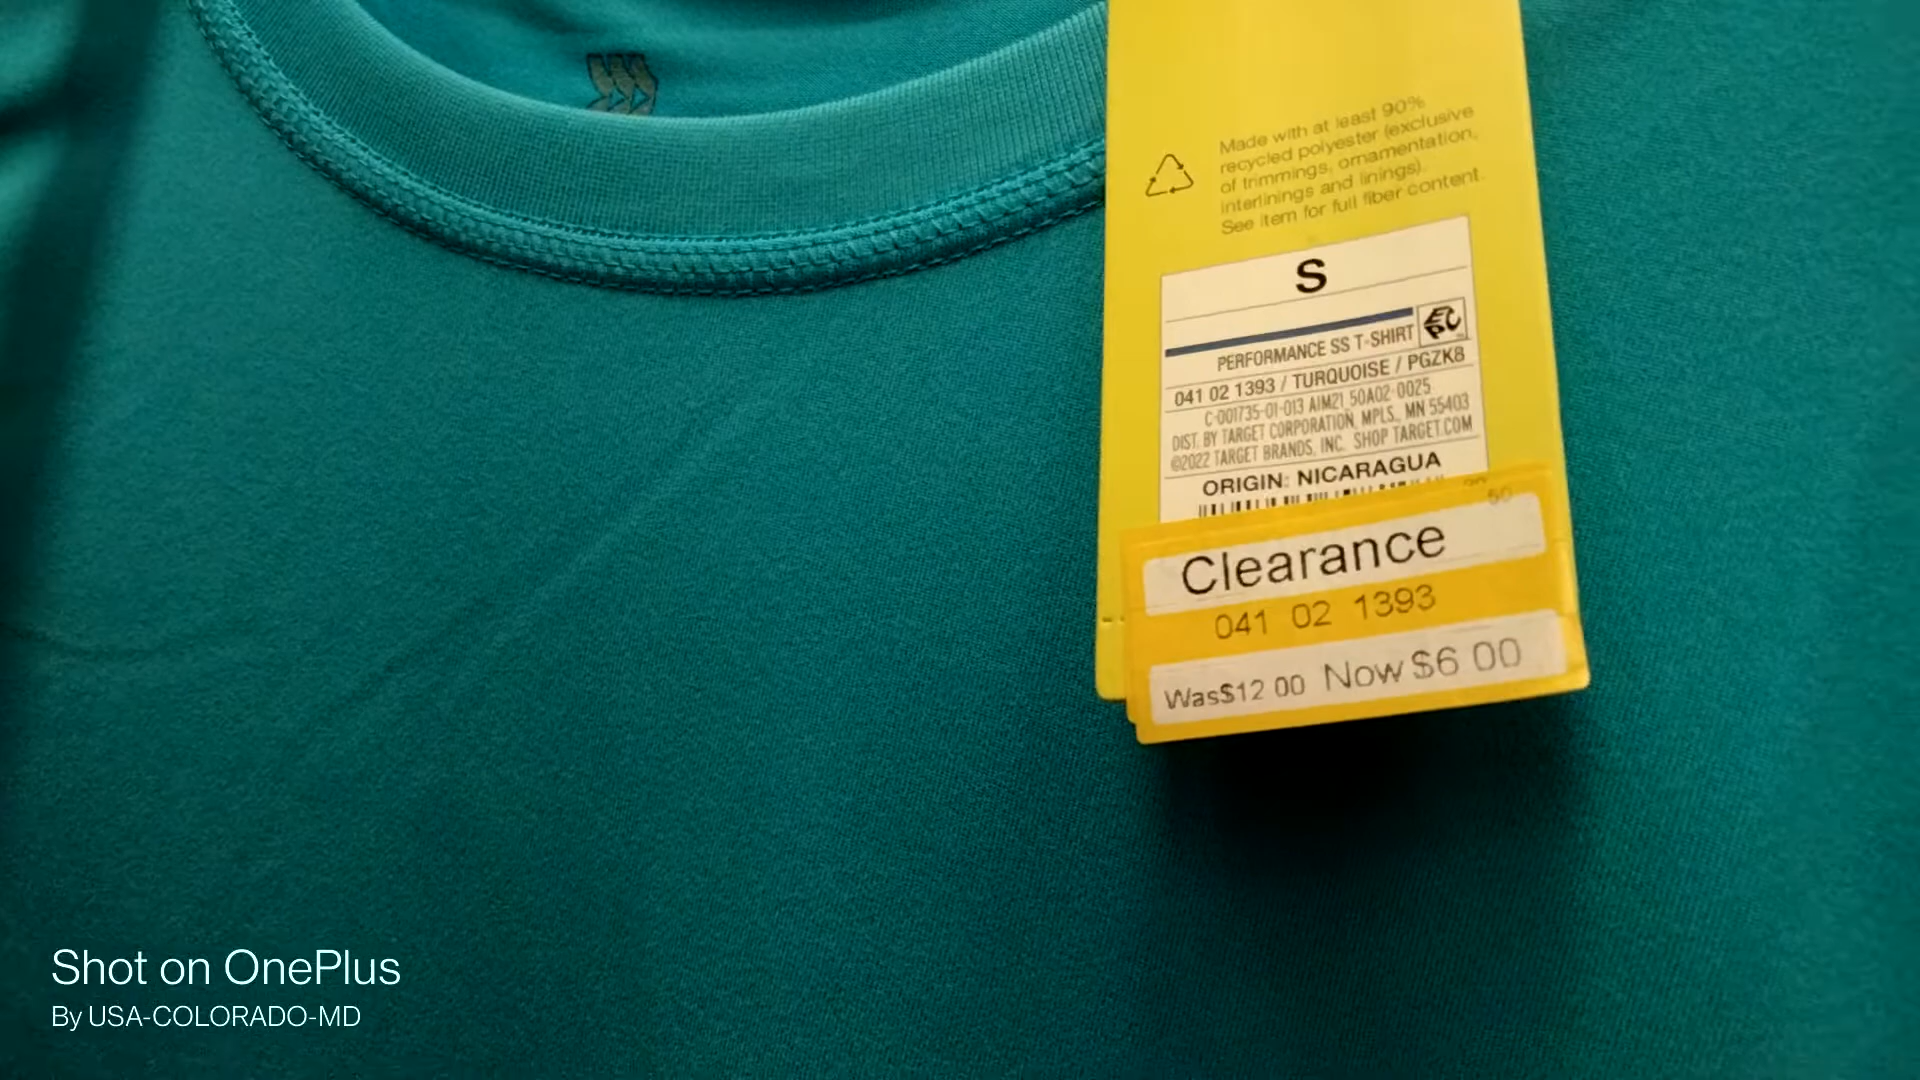 Made with at least 90%
recycled polyester (exclusive
of trimmings, ornamentation,
interlinings and linings).
See item for full fiber content.
S
PERFORMANCE SS T-SHIRT
041 02 1393 / TURQUOISE / PGZK8
C-001735-01-013 AIM21 50A02-0025
DIST. BY TARGET CORPORATION, MPLS., MN 55403
©2022 TARGET BRANDS, INC. SHOP TARGET.COM
ORIGIN: NICARAGUA
50
Clearance
041 02 1393
Was$12 00 Now $6 00
Shot on OnePlus
By USA-COLORADO-MD